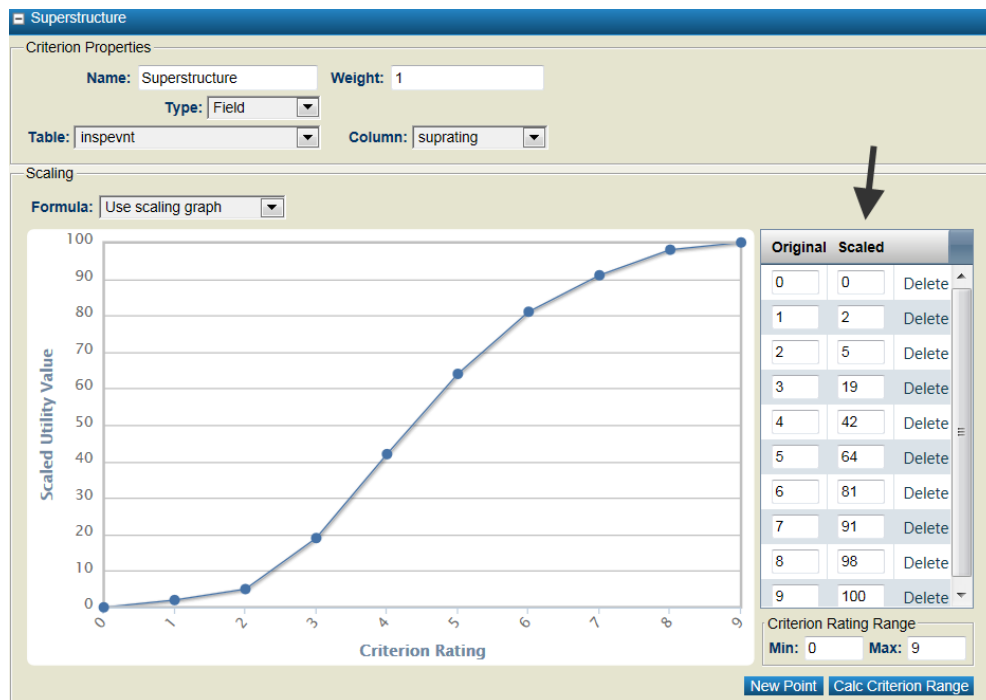 Superstructure
Criterion Properties
Name: Superstructure Weight: 1
Type: Field
Table: inspevnt Column: suprating
Scaling
Formula: Use scaling graph
100
90
80
70
60
50
40
30
20
10
0
Scaled Utility Value
0 1 2 3 4 5 6 7 8 9
Criterion Rating
Original Scaled
0 0 Delete
1 2 Delete
2 5 Delete
3 19 Delete
4 42 Delete
5 64 Delete
6 81 Delete
7 91 Delete
8 98 Delete
9 100 Delete
Criterion Rating Range
Min: 0 Max: 9
New Point Calc Criterion Range